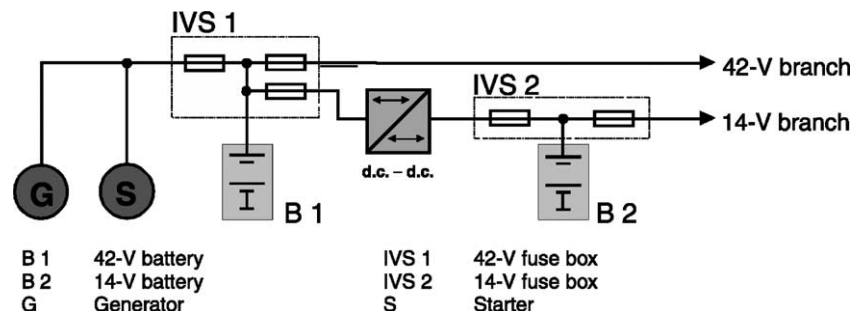 IVS 1
42-V branch
IVS 2
14-V branch
d.c. – d.c.
G
S
B 1
B 2
B 1 42-V battery
B 2 14-V battery
G Generator
IVS 1 42-V fuse box
IVS 2 14-V fuse box
S Starter